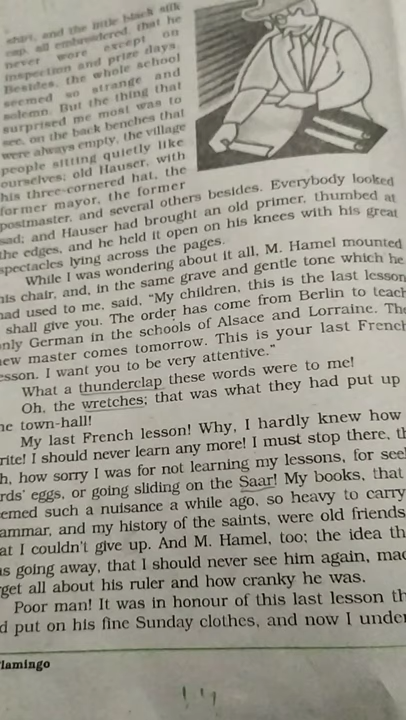 shirt, and the little black silk
cap, all embroidered, that he
never wore except on
inspection and prize days.
Besides, the whole school
seemed so strange and
solemn. But the thing that
surprised me most was to
see, on the back benches that
were always empty, the village
people sitting quietly like
ourselves; old Hauser, with
his three-cornered hat, the
former mayor, the former
postmaster, and several others besides. Everybody looked
sad; and Hauser had brought an old primer, thumbed at
the edges, and he held it open on his knees with his great
spectacles lying across the pages.
While I was wondering about it all, M. Hamel mounted
his chair, and, in the same grave and gentle tone which he
had used to me, said, “My children, this is the last lesson
shall give you. The order has come from Berlin to teach
only German in the schools of Alsace and Lorraine. The
new master comes tomorrow. This is your last French
esson. I want you to be very attentive.”
What a thunderclap these words were to me!
Oh, the wretches; that was what they had put up
he town-hall!
My last French lesson! Why, I hardly knew how
rite! I should never learn any more! I must stop there, th
h, how sorry I was for not learning my lessons, for see
rds’ eggs, or going sliding on the Saar! My books, that
emed such a nuisance a while ago, so heavy to carry
ammar, and my history of the saints, were old friends
at I couldn’t give up. And M. Hamel, too; the idea th
as going away, that I should never see him again, mad
rget all about his ruler and how cranky he was.
Poor man! It was in honour of this last lesson th
d put on his fine Sunday clothes, and now I under
lamingo